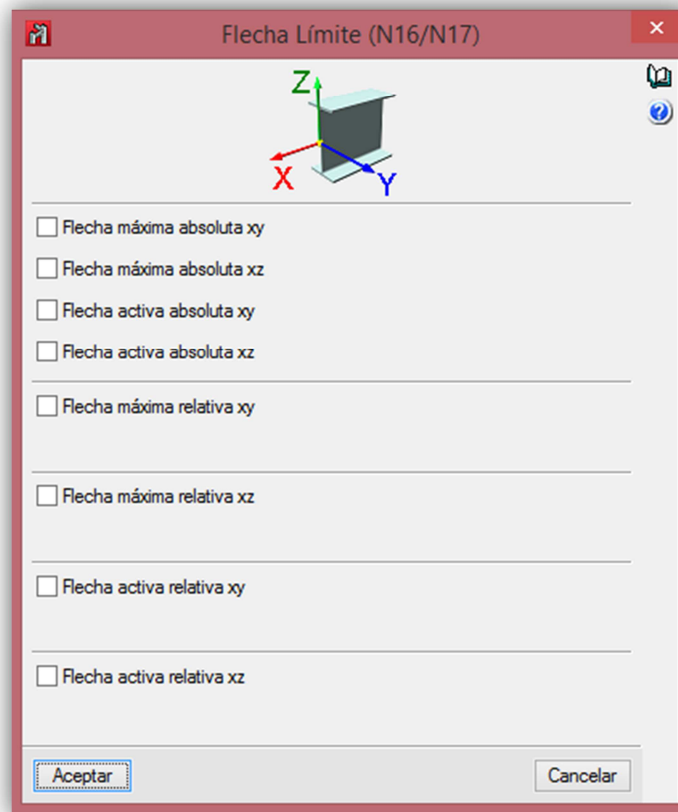 Flecha Límite (N16/N17)
Z
X
Y
Flecha máxima absoluta xy
Flecha máxima absoluta xz
Flecha activa absoluta xy
Flecha activa absoluta xz
Flecha máxima relativa xy
Flecha máxima relativa xz
Flecha activa relativa xy
Flecha activa relativa xz
Aceptar
Cancelar